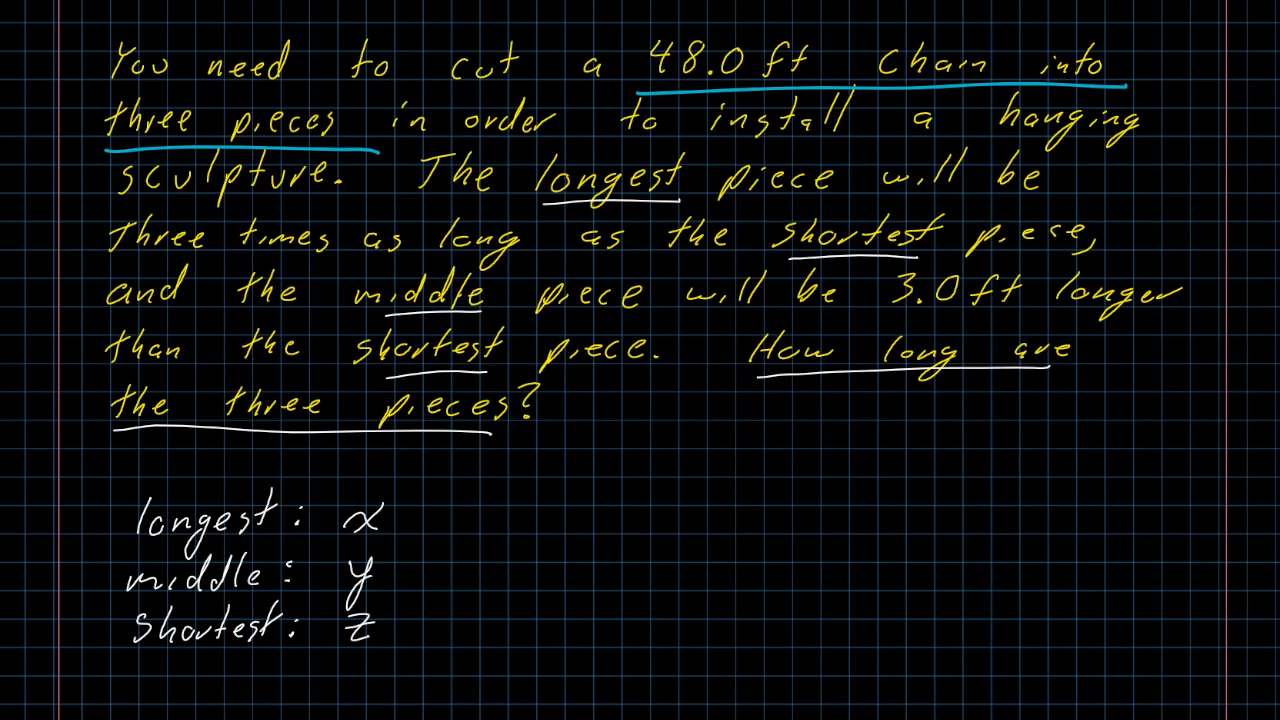 You need to cut a 48.0 ft chain into
three pieces in order to install a hanging
sculpture. The longest piece will be
Three times as long as the shortest piece,
and the middle piece will be 3.0 ft longer
than the shortest piece. How long are
the three pieces?
longest: x
middle: y
Shortest: z